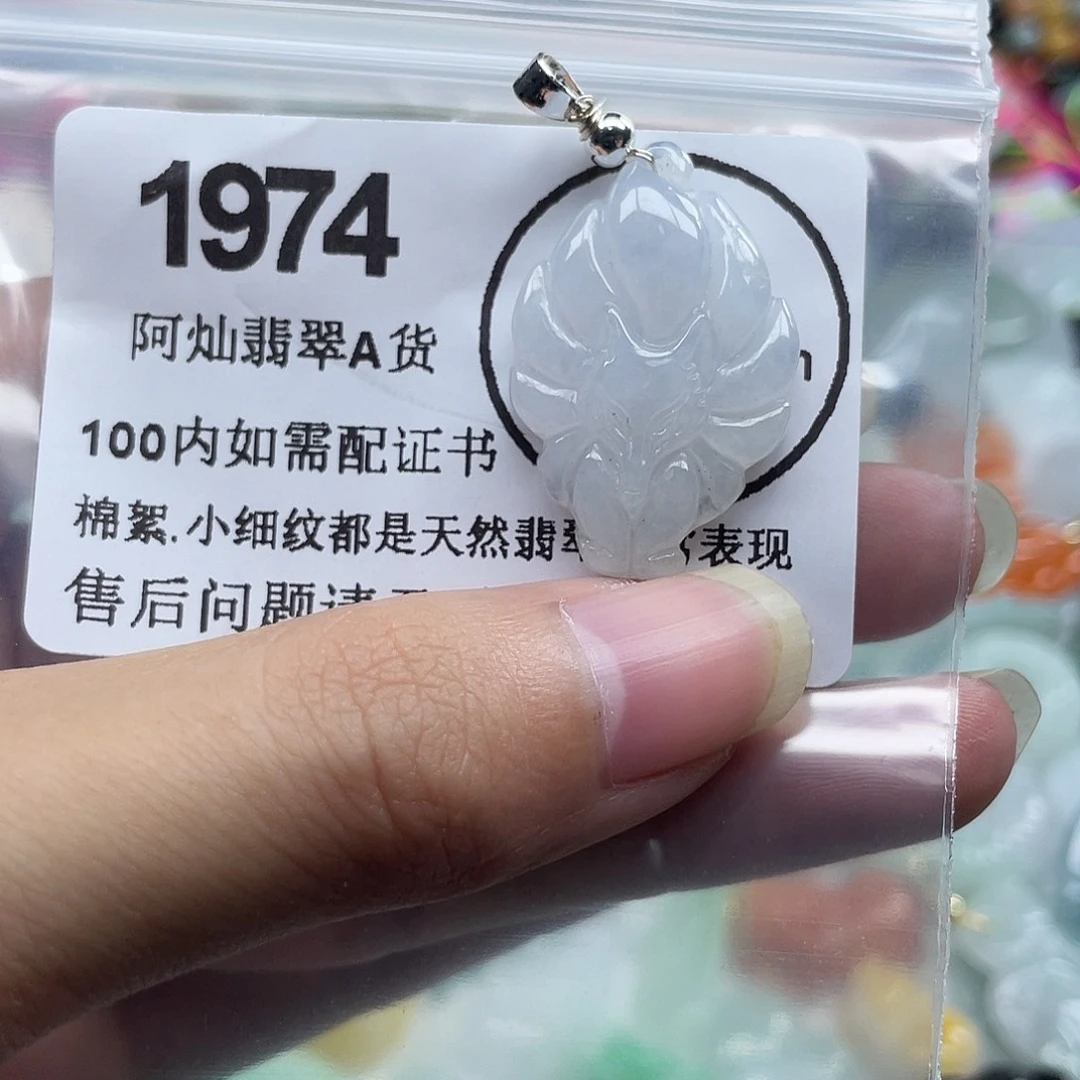 1974
阿灿翡翠A货
100内如需配证书
棉絮.小细纹都是天然翡 表现
售后问题请